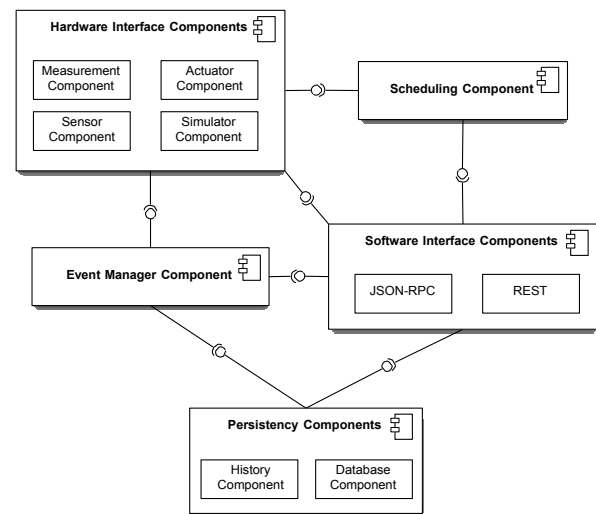 Hardware Interface Components
Measurement
Component
Actuator
Component
Sensor
Component
Simulator
Component
Scheduling Component
Software Interface Components
JSON-RPC
REST
Event Manager Component
Persistency Components
History
Component
Database
Component